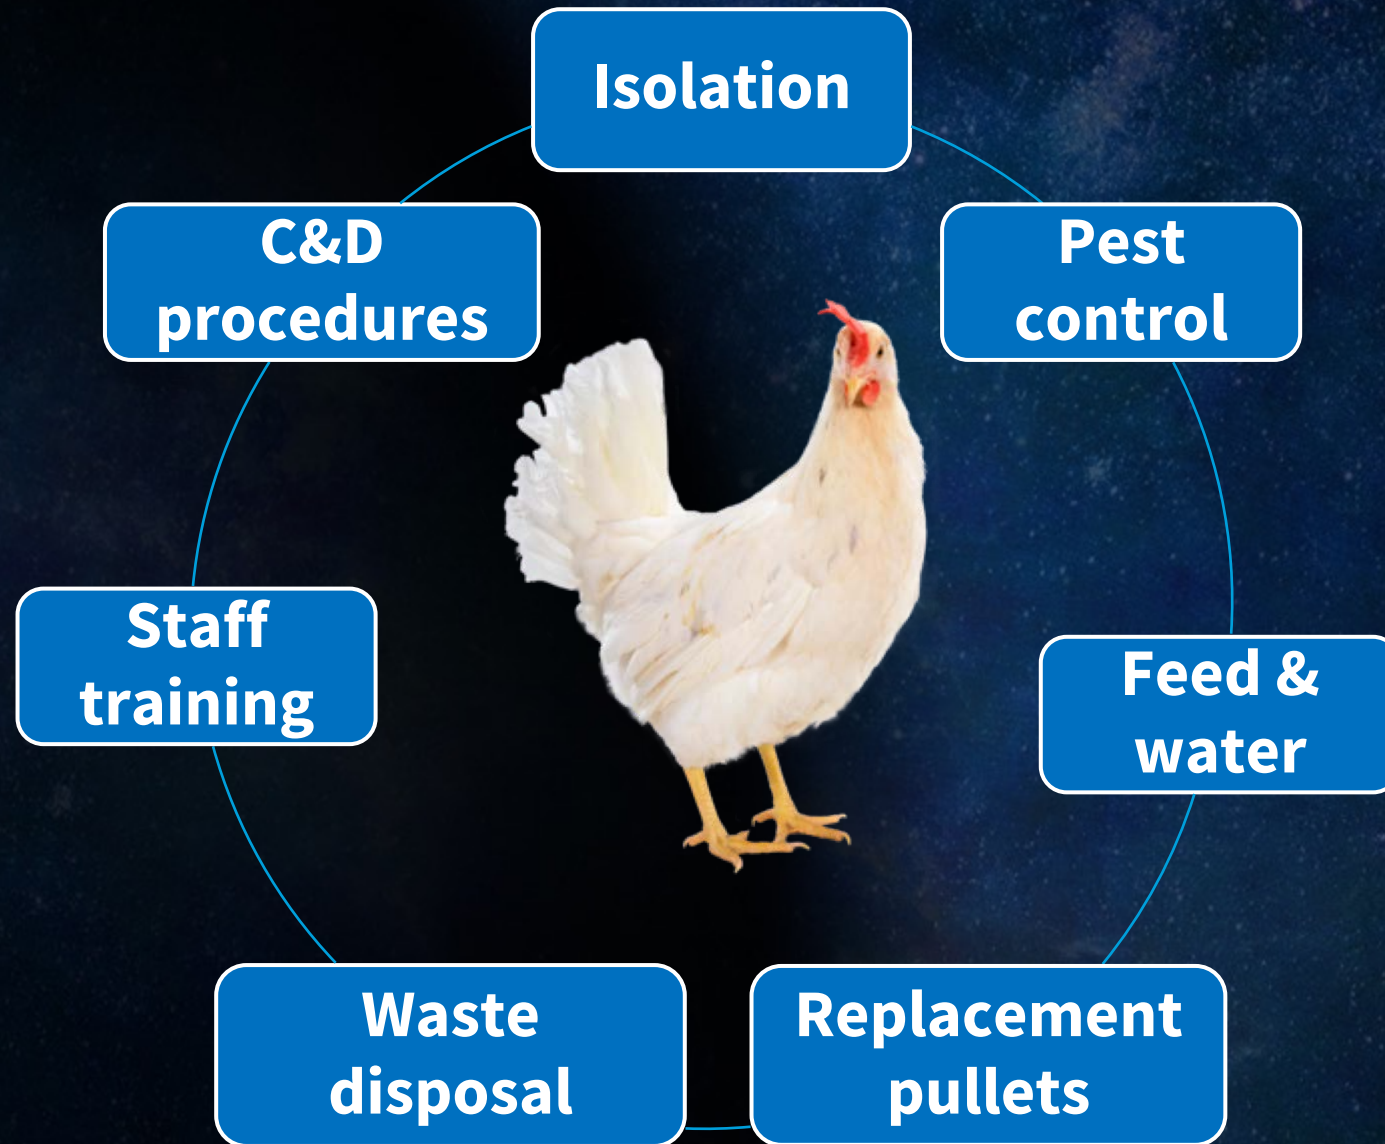 Isolation
Pest
control
Feed &
water
Replacement
pullets
Waste
disposal
Staff
training
C&D
procedures